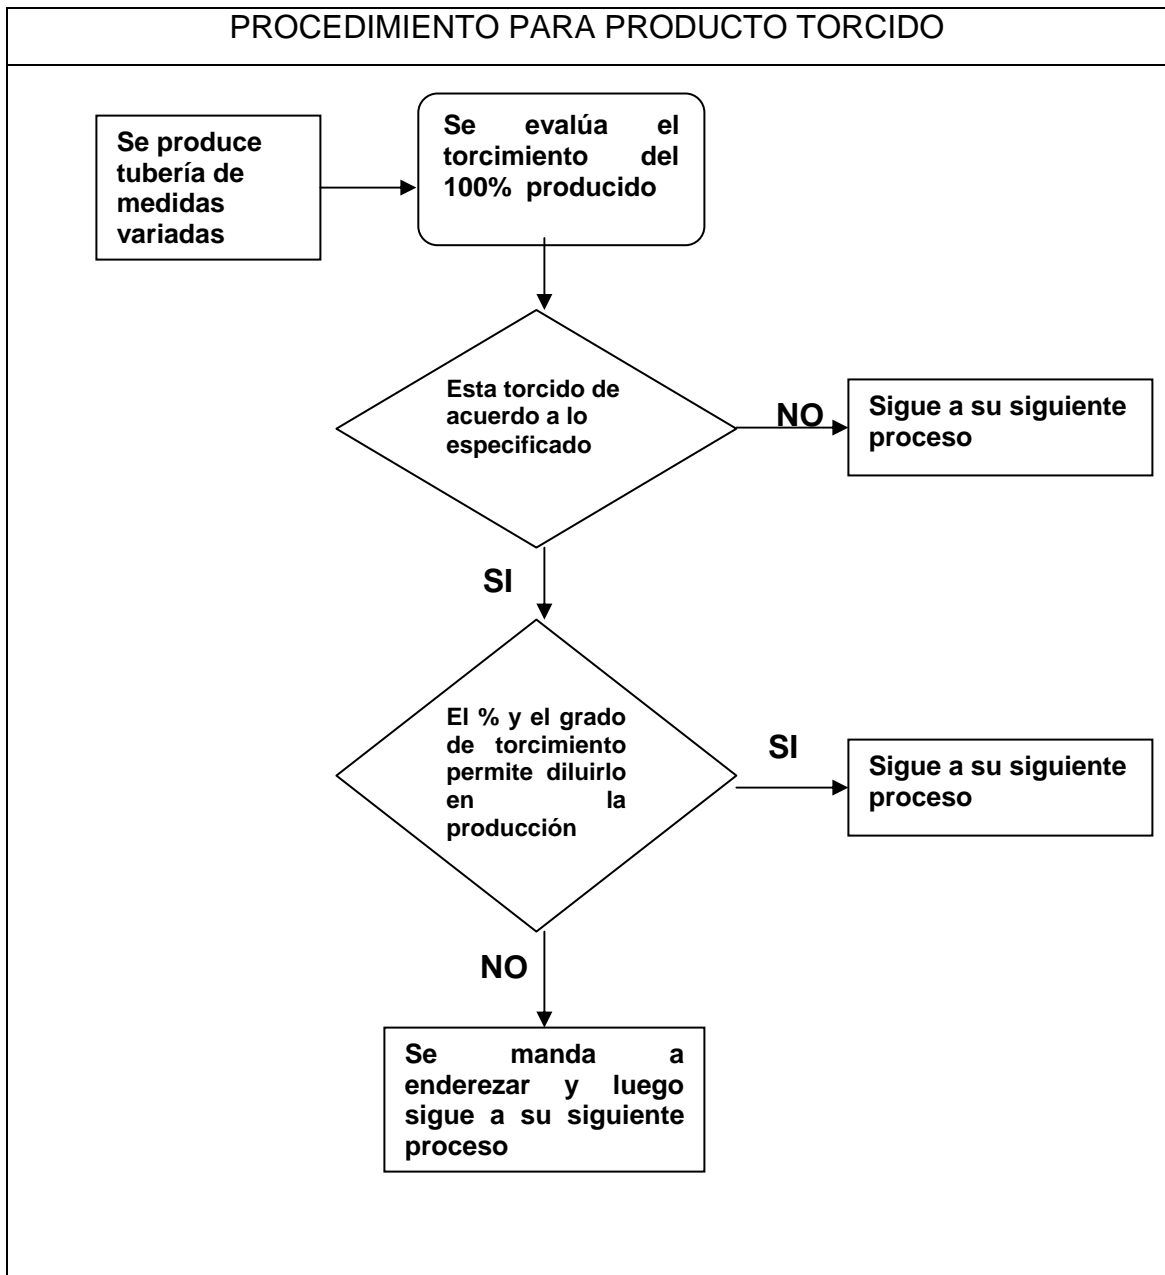 PROCEDIMIENTO PARA PRODUCTO TORCIDO
Se produce
tubería de
medidas
variadas
Se evalúa el
torcimiento del
100% producido
Esta torcido de
acuerdo a lo
especificado
NO
Sigue a su siguiente
proceso
SI
El % y el grado
de torcimiento
permite diluirlo
en la
producción
SI
Sigue a su siguiente
proceso
NO
Se manda a
enderezar y luego
sigue a su siguiente
proceso